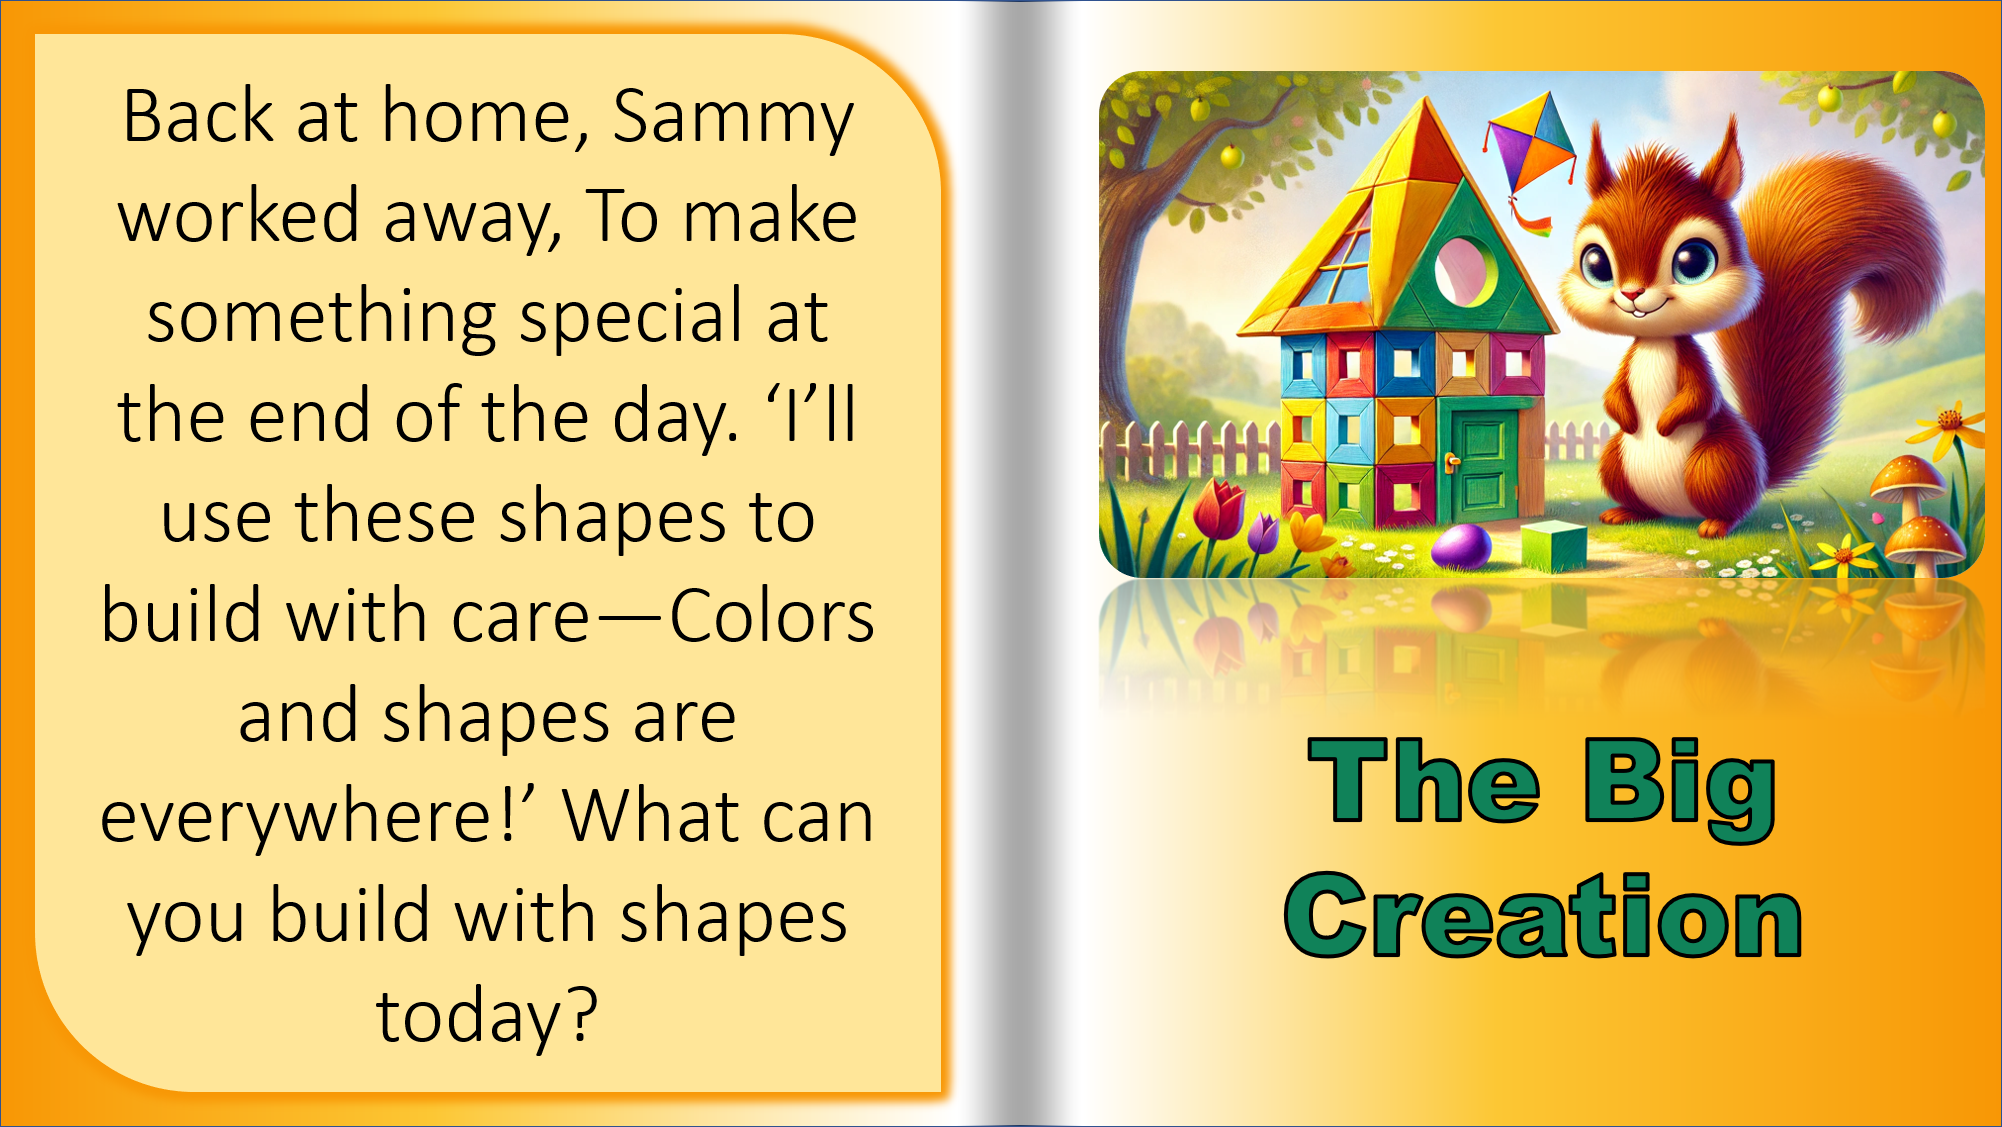 Back at home, Sammy
worked away, To make
something special at
the end of the day. ‘I’ll
use these shapes to
build with care—Colors
and shapes are
everywhere!’ What can
you build with shapes
today?
The Big
Creation